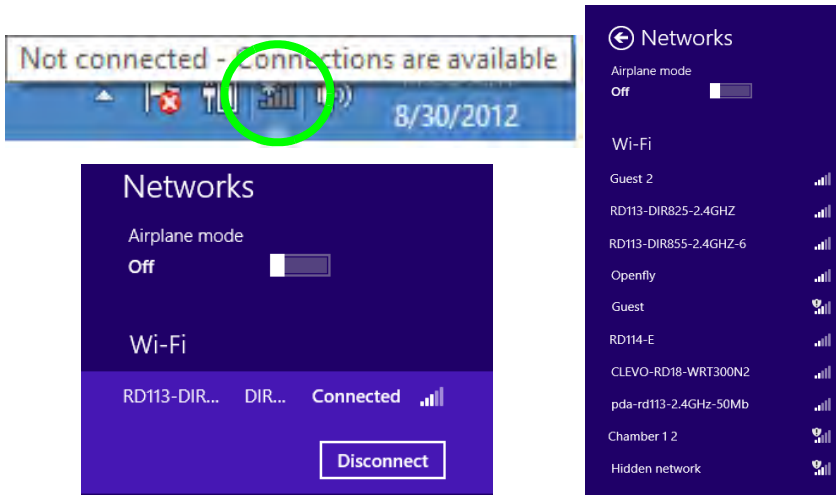 Not connected - Connections are available
8/30/2012
Networks
Airplane mode
Off
Wi-Fi
RD113-DIR... DIR... Connected
Disconnect
Networks
Airplane mode
Off
Wi-Fi
Guest 2
RD113-DIR825-2.4GHZ
RD113-DIR855-2.4GHZ-6
Openfly
Guest
RD114-E
CLEVO-RD18-WRT300N2
pda-rd113-2.4GHz-50Mb
Chamber 1 2
Hidden network